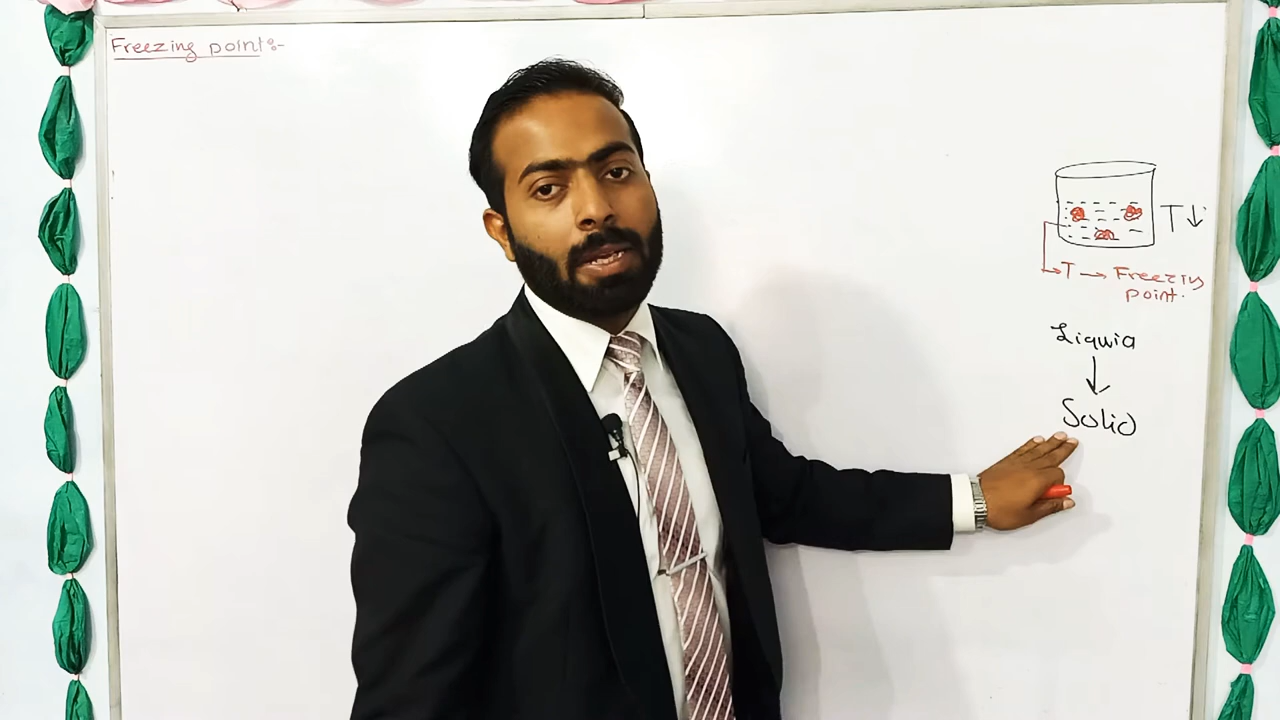 Freezing point:-
T↓
T → Freezing
point.
Liquid
↓
Solid